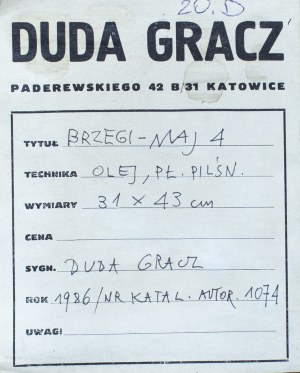 20.D
DUDA GRACZ
PADEREWSKIEGO 42 B/31 KATOWICE
TYTUŁ BRZEGI-MAJ 4
TECHNIKA OLEJ, PŁ. PILŚN.
WYMIARY 31 x 43 cm
CENA
SYGN. DUDA GRACZ
ROK 1986/NR KATAL. AUTOR. 1074
UWAGI